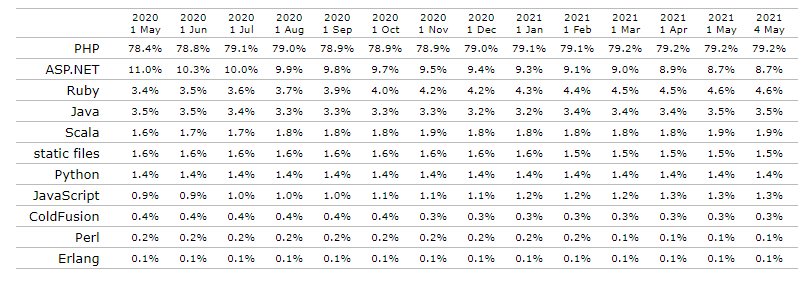 2020 2020 2020 2020 2020 2020 2020 2020 2021 2021 2021 2021 2021 2021
1 May 1 Jun 1 Jul 1 Aug 1 Sep 1 Oct 1 Nov 1 Dec 1 Jan 1 Feb 1 Mar 1 Apr 1 May 4 May
PHP 78.4% 78.8% 79.1% 79.0% 78.9% 78.9% 78.9% 79.0% 79.1% 79.1% 79.2% 79.2% 79.2% 79.2%
ASP.NET 11.0% 10.3% 10.0% 9.9% 9.8% 9.7% 9.5% 9.4% 9.3% 9.1% 9.0% 8.9% 8.7% 8.7%
Ruby 3.4% 3.5% 3.6% 3.7% 3.9% 4.0% 4.2% 4.2% 4.3% 4.4% 4.5% 4.5% 4.6% 4.6%
Java 3.5% 3.5% 3.4% 3.3% 3.3% 3.3% 3.3% 3.2% 3.2% 3.4% 3.4% 3.4% 3.5% 3.5%
Scala 1.6% 1.7% 1.7% 1.8% 1.8% 1.8% 1.9% 1.8% 1.8% 1.8% 1.8% 1.8% 1.9% 1.9%
static files 1.6% 1.6% 1.6% 1.6% 1.6% 1.6% 1.6% 1.6% 1.6% 1.5% 1.5% 1.5% 1.5% 1.5%
Python 1.4% 1.4% 1.4% 1.4% 1.4% 1.4% 1.4% 1.4% 1.4% 1.4% 1.4% 1.4% 1.4% 1.4%
JavaScript 0.9% 0.9% 1.0% 1.0% 1.0% 1.1% 1.1% 1.1% 1.2% 1.2% 1.2% 1.3% 1.3% 1.3%
ColdFusion 0.4% 0.4% 0.4% 0.4% 0.4% 0.4% 0.3% 0.3% 0.3% 0.3% 0.3% 0.3% 0.3% 0.3%
Perl 0.2% 0.2% 0.2% 0.2% 0.2% 0.2% 0.2% 0.2% 0.2% 0.2% 0.1% 0.1% 0.1% 0.1%
Erlang 0.1% 0.1% 0.1% 0.1% 0.1% 0.1% 0.1% 0.1% 0.1% 0.1% 0.1% 0.1% 0.1% 0.1%